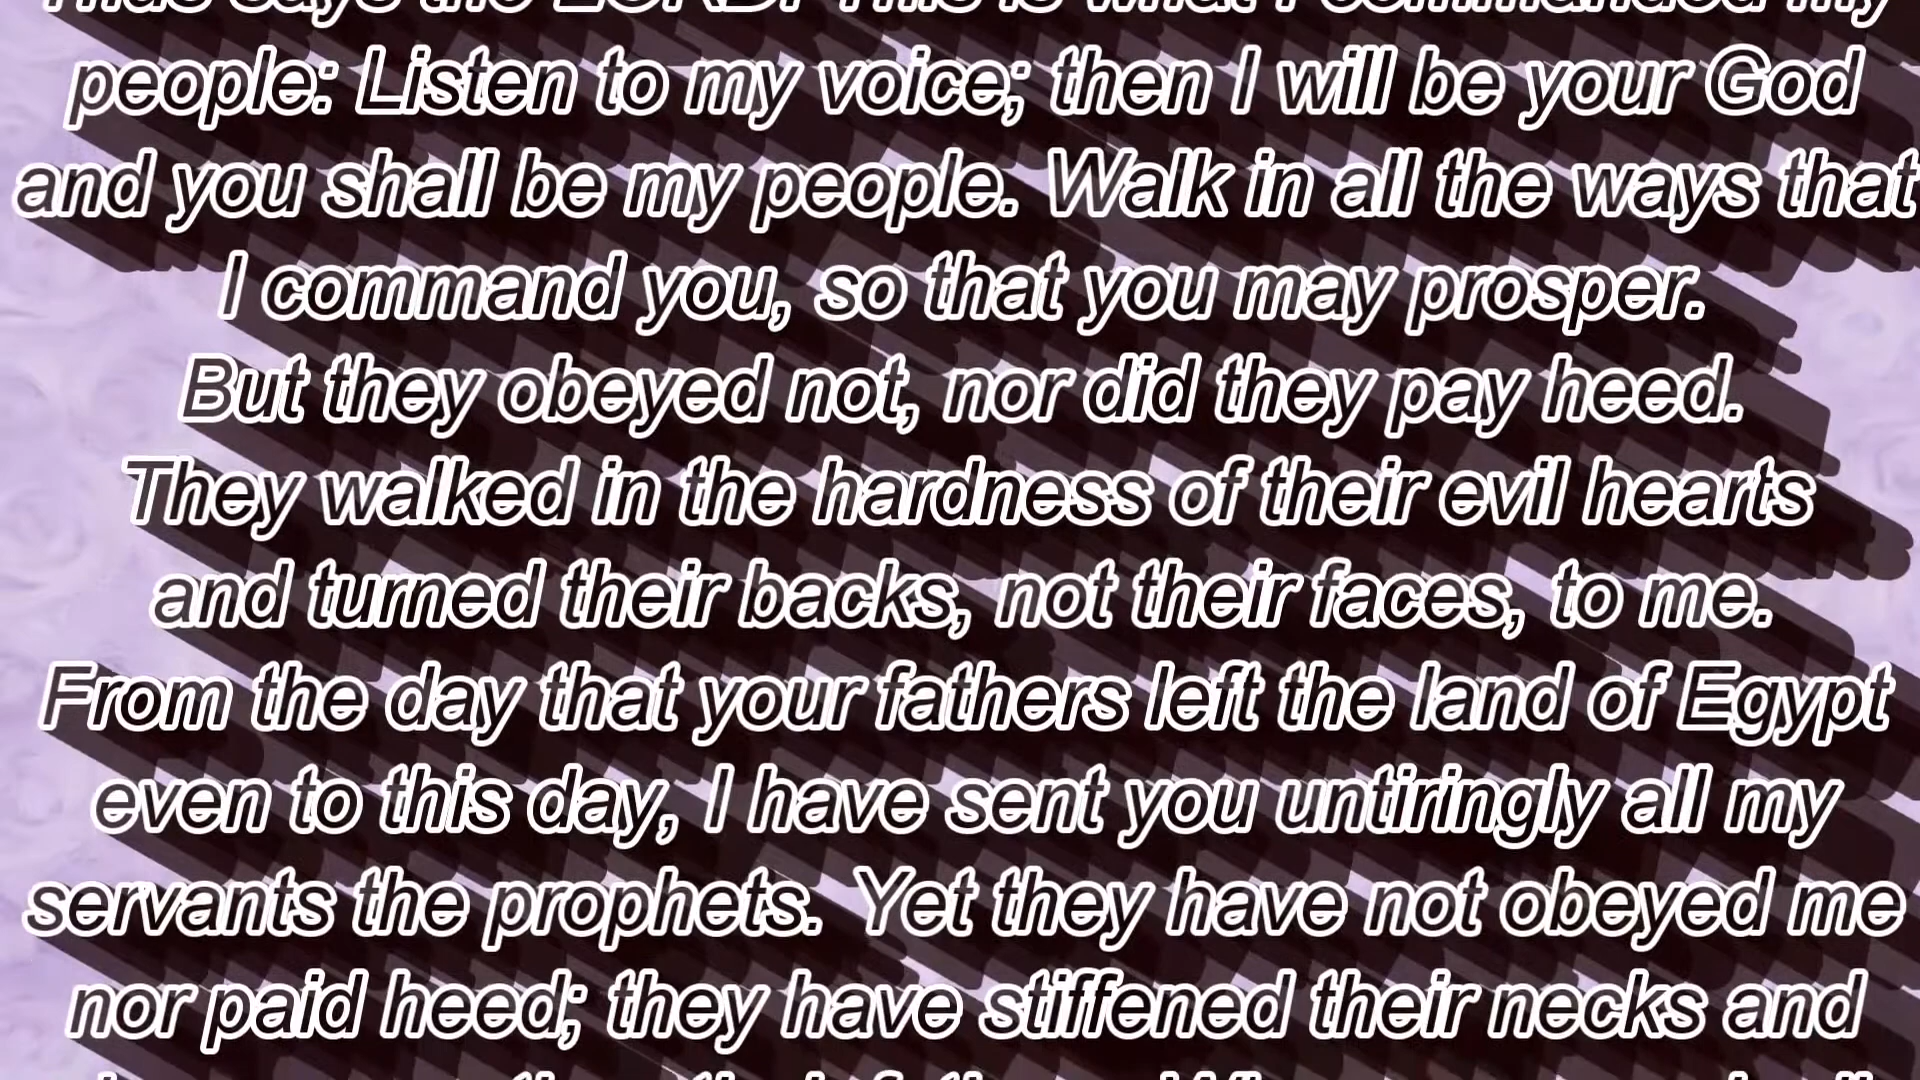 Thus says the LORD: This is what I commanded my
people: Listen to my voice; then I will be your God
and you shall be my people. Walk in all the ways that
I command you, so that you may prosper.
But they obeyed not, nor did they pay heed.
They walked in the hardness of their evil hearts
and turned their backs, not their faces, to me.
From the day that your fathers left the land of Egypt
even to this day, I have sent you untiringly all my
servants the prophets. Yet they have not obeyed me
nor paid heed; they have stiffened their necks and